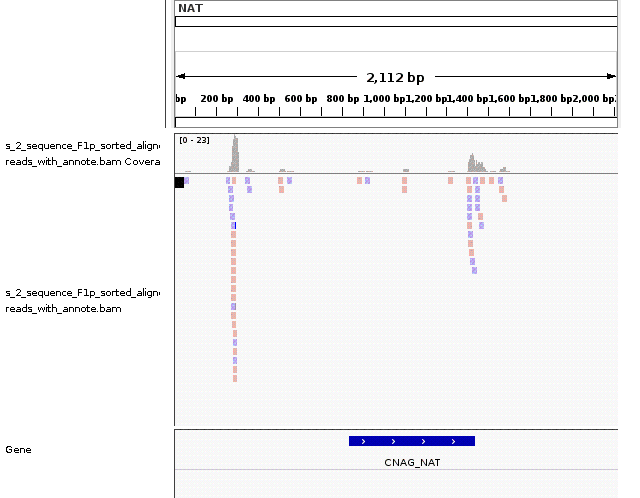 NAT
2,112 bp
bp 200 bp 400 bp 600 bp 800 bp 1,000 bp 1,200 bp 1,400 bp 1,600 bp 1,800 bp 2,000 bp
[0 - 23]
s_2_sequence_F1p_sorted_align
reads_with_annote.bam Covera
s_2_sequence_F1p_sorted_align
reads_with_annote.bam
Gene
CNAG_NAT